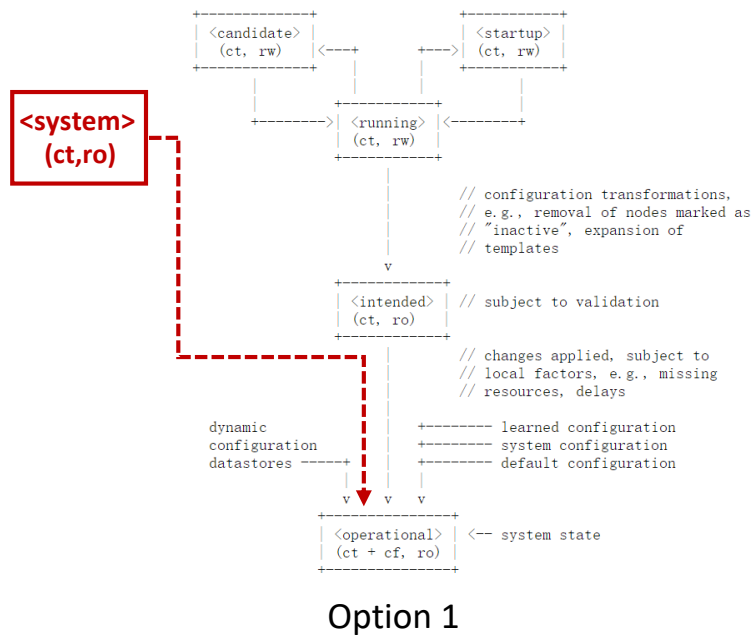 <candidate>
(ct, rw)
<---+
+--->
<startup>
(ct, rw)
<system>
(ct,ro)
+-------->
<running>
(ct, rw)
<--------+
// configuration transformations,
// e.g., removal of nodes marked as
// "inactive", expansion of
// templates
v
<intended>
(ct, ro)
// subject to validation
// changes applied, subject to
// local factors, e.g., missing
// resources, delays
dynamic
configuration
datastores -----+
+-------- learned configuration
+-------- system configuration
+-------- default configuration
v v v
<operational> <-- system state
(ct + cf, ro)
Option 1